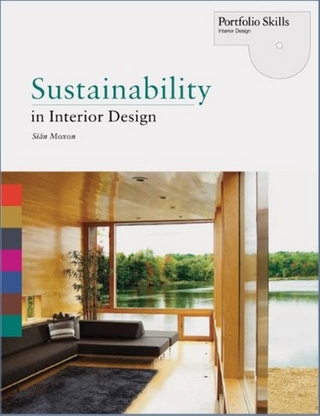 Portfolio Skills
Interior Design
Sustainability
in Interior Design
Siân Moxon